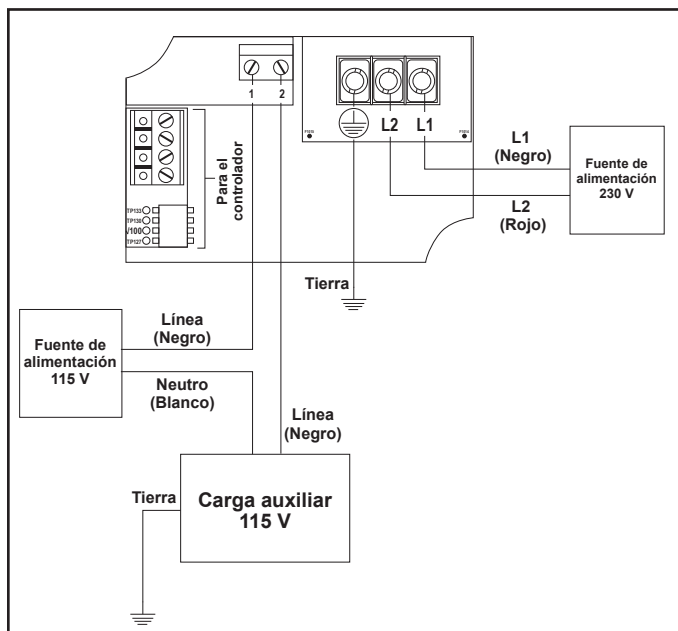 1
2
L2
L1
L1
(Negro)
Fuente de
alimentación
230 V
L2
(Rojo)
Para el
controlador
TP133
TP130
V100
TP127
Tierra
Fuente de
alimentación
115 V
Línea
(Negro)
Neutro
(Blanco)
Línea
(Negro)
Tierra
Carga auxiliar
115 V